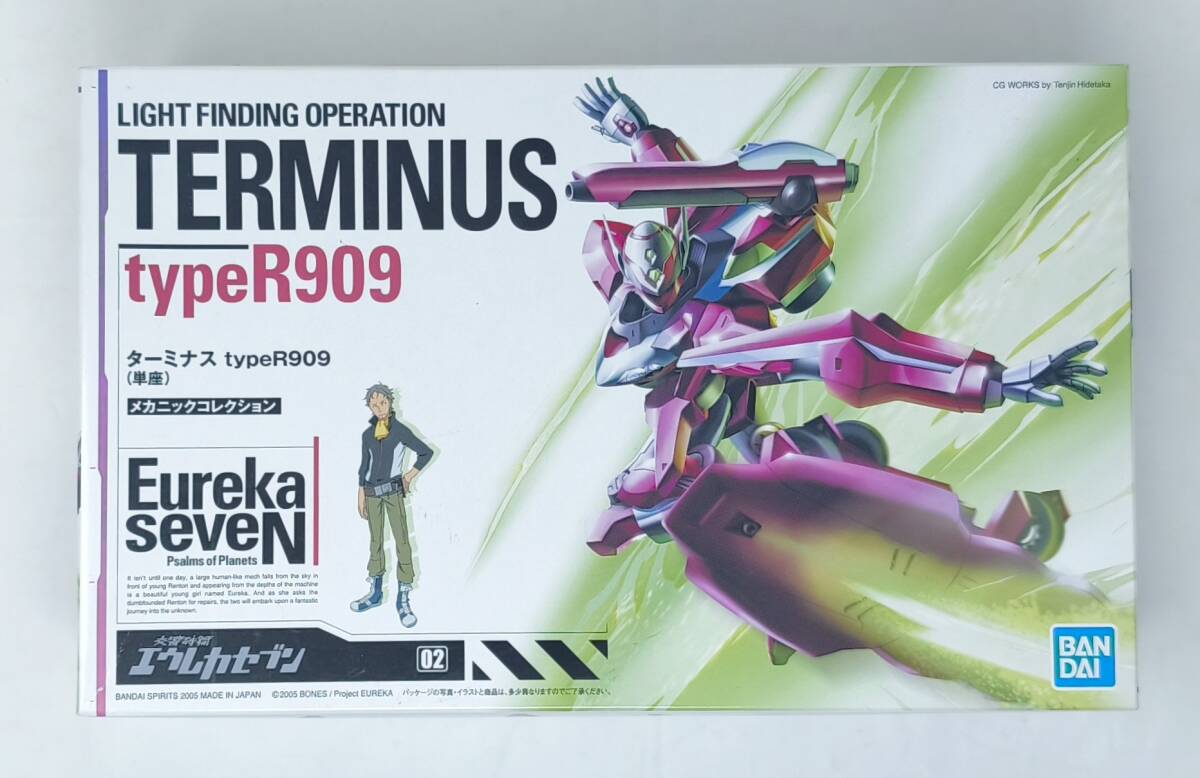 LIGHT FINDING OPERATION
TERMINUS
typeR909
ターミナス typeR909
(単座)
メカニックコレクション
Eureka
seveN
Psalms of Planets
It isn't until one day, a large human-like mech falls from the sky in
front of young Renton and appearing from the depths of the machine
is a beautiful young girl named Eureka. And as she asks the
dumbfounded Renton for repairs, the two will embark upon a fantastic
journey into the unknown.
交響詩篇
エウレカセブン
02
BANDAI SPIRITS 2005 MADE IN JAPAN ©2005 BONES / Project EUREKA パッケージの写真・イラストと商品は、多少異なりますのでご了承ください。
CG WORKS by Tenjin Hidetaka
BAN
DAI